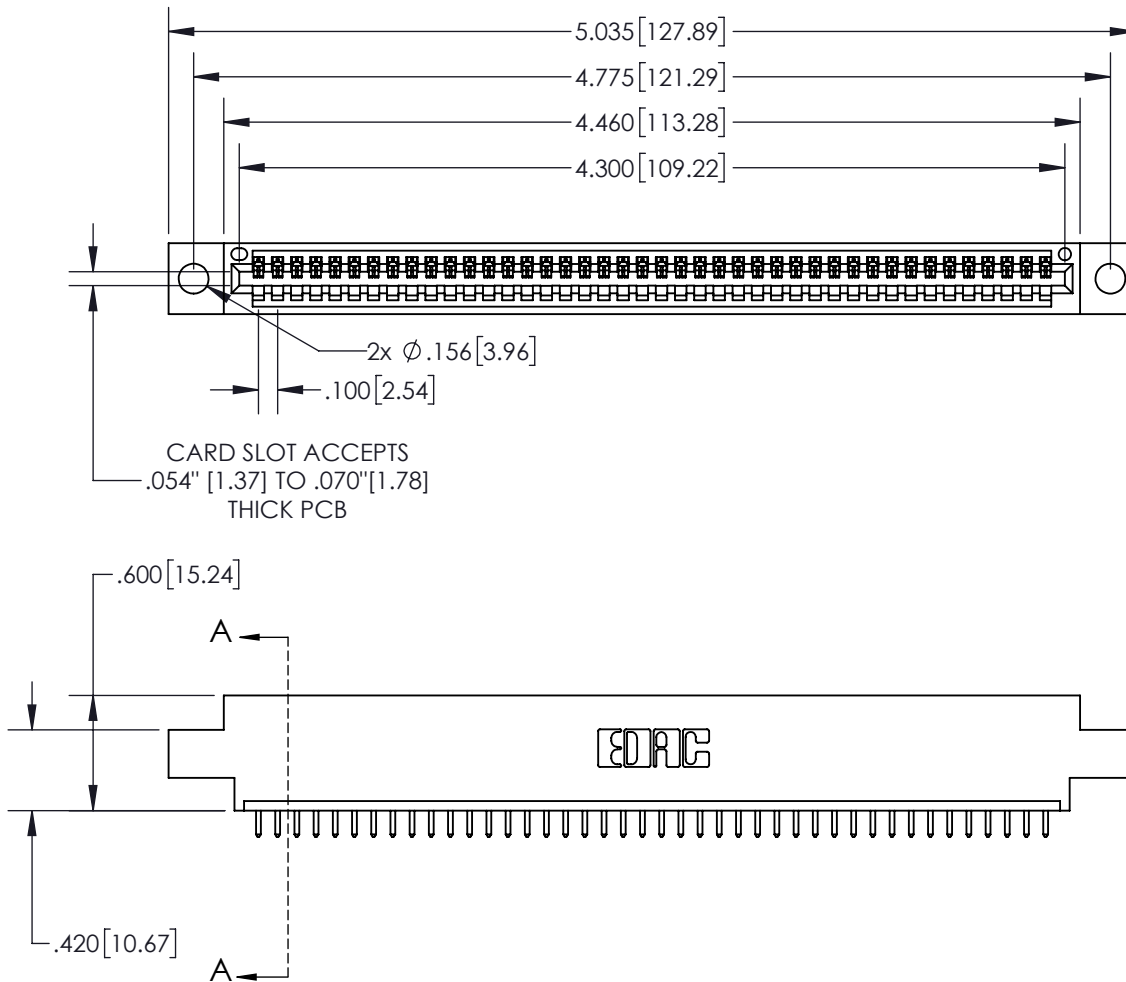 5.035[127.89]
4.775[121.29]
4.460[113.28]
4.300[109.22]
2x Ø .156[3.96]
.100[2.54]
CARD SLOT ACCEPTS
.054" [1.37] TO .070"[1.78]
THICK PCB
.600[15.24]
A
EDAC
.420[10.67]
A